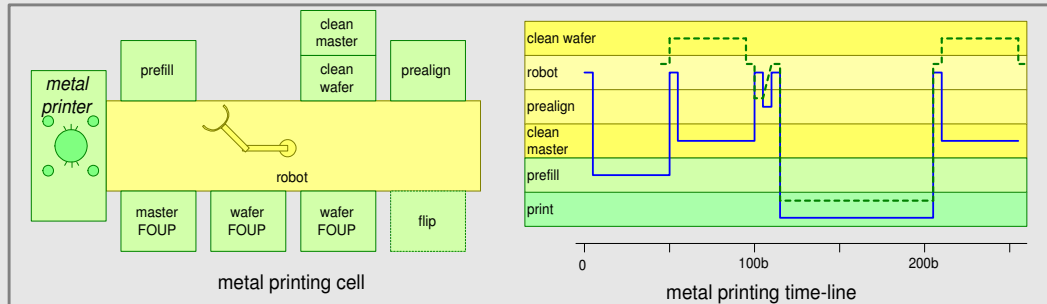 clean
master
clean
wafer
prefill
prealign
metal
printer
robot
master
FOUP
wafer
FOUP
wafer
FOUP
flip
metal printing cell
clean wafer
robot
prealign
clean
master
prefill
print
0
100b
200b
metal printing time-line